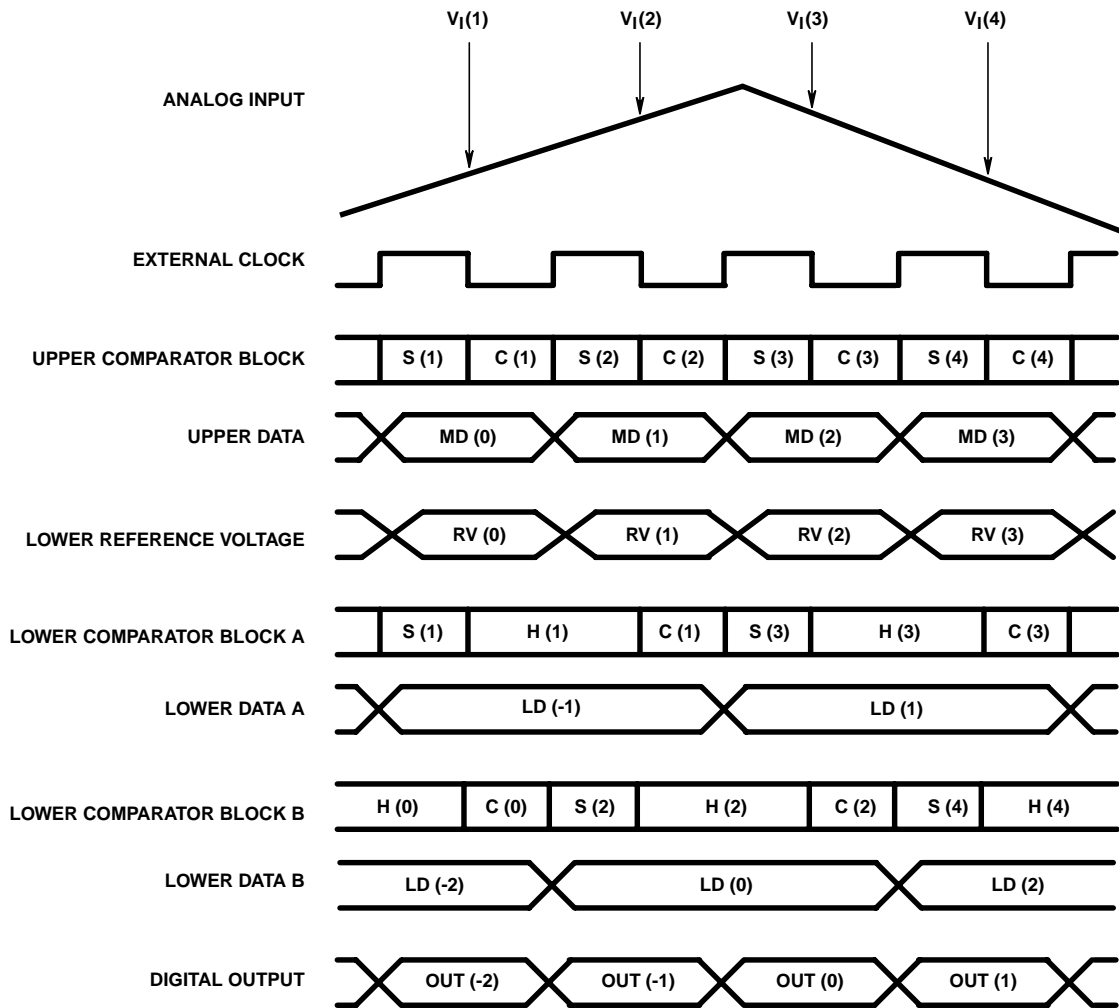 VI(1) VI(2) VI(3) VI(4)
ANALOG INPUT
EXTERNAL CLOCK
UPPER COMPARATOR BLOCK S (1) C (1) S (2) C (2) S (3) C (3) S (4) C (4)
UPPER DATA MD (0) MD (1) MD (2) MD (3)
LOWER REFERENCE VOLTAGE RV (0) RV (1) RV (2) RV (3)
LOWER COMPARATOR BLOCK A S (1) H (1) C (1) S (3) H (3) C (3)
LOWER DATA A LD (-1) LD (1)
LOWER COMPARATOR BLOCK B H (0) C (0) S (2) H (2) C (2) S (4) H (4)
LOWER DATA B LD (-2) LD (0) LD (2)
DIGITAL OUTPUT OUT (-2) OUT (-1) OUT (0) OUT (1)